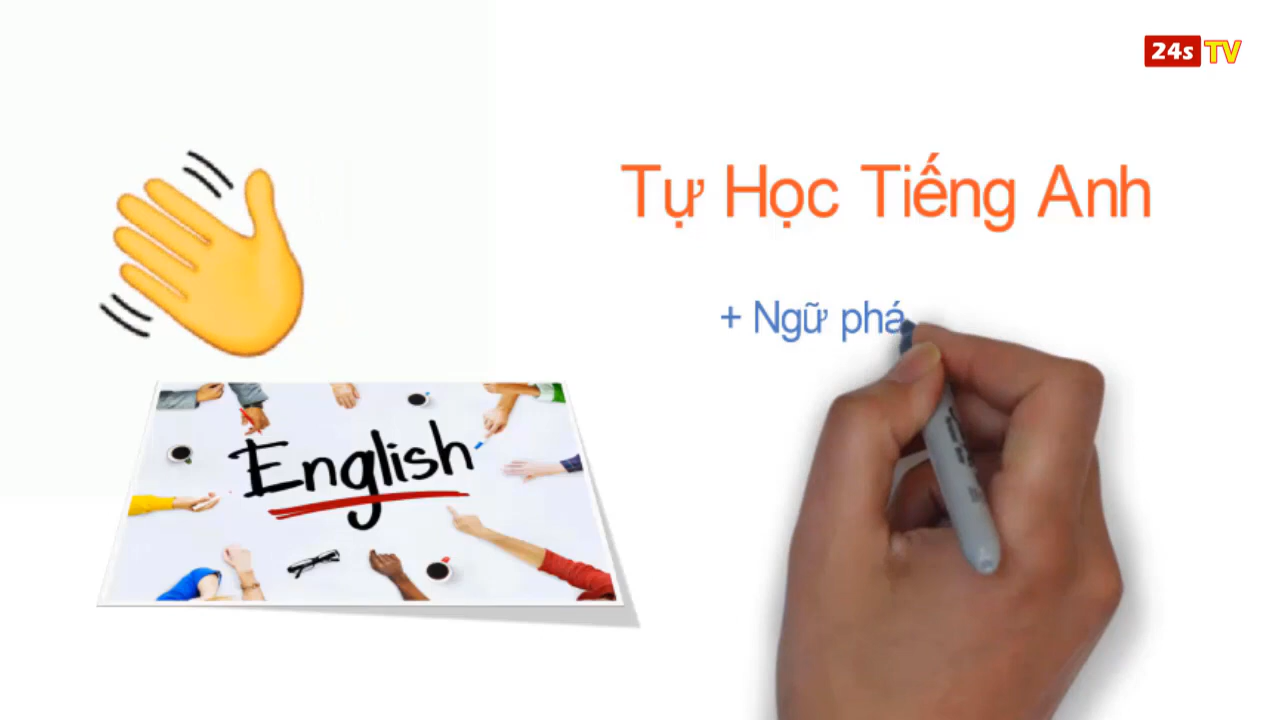 24s TV
Tự Học Tiếng Anh
+ Ngữ phá
English